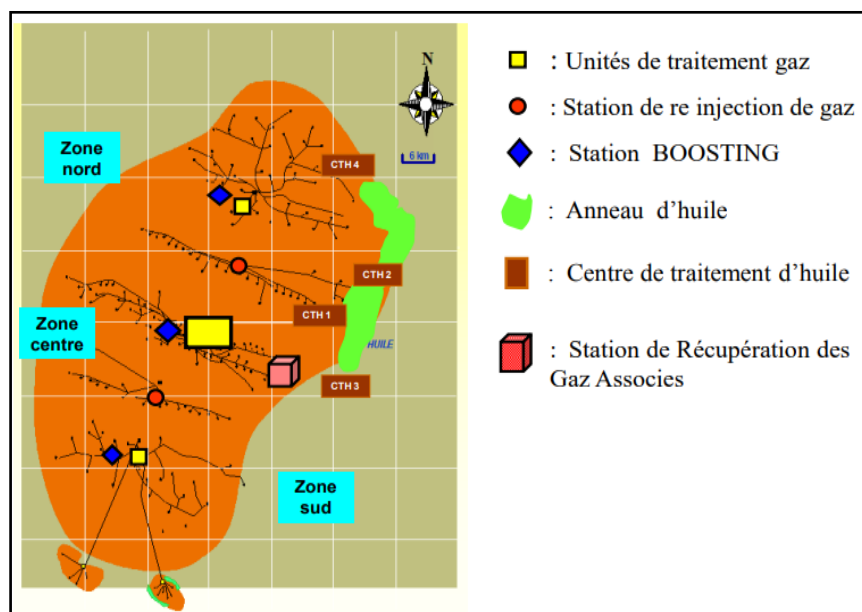 N
Zone
nord
CTH 4
6 km
CTH 2
CTH 1
Zone
centre
HUILE
CTH 3
Zone
sud
: Unités de traitement gaz
: Station de re injection de gaz
: Station BOOSTING
: Anneau d'huile
: Centre de traitement d'huile
: Station de Récupération des
Gaz Associes